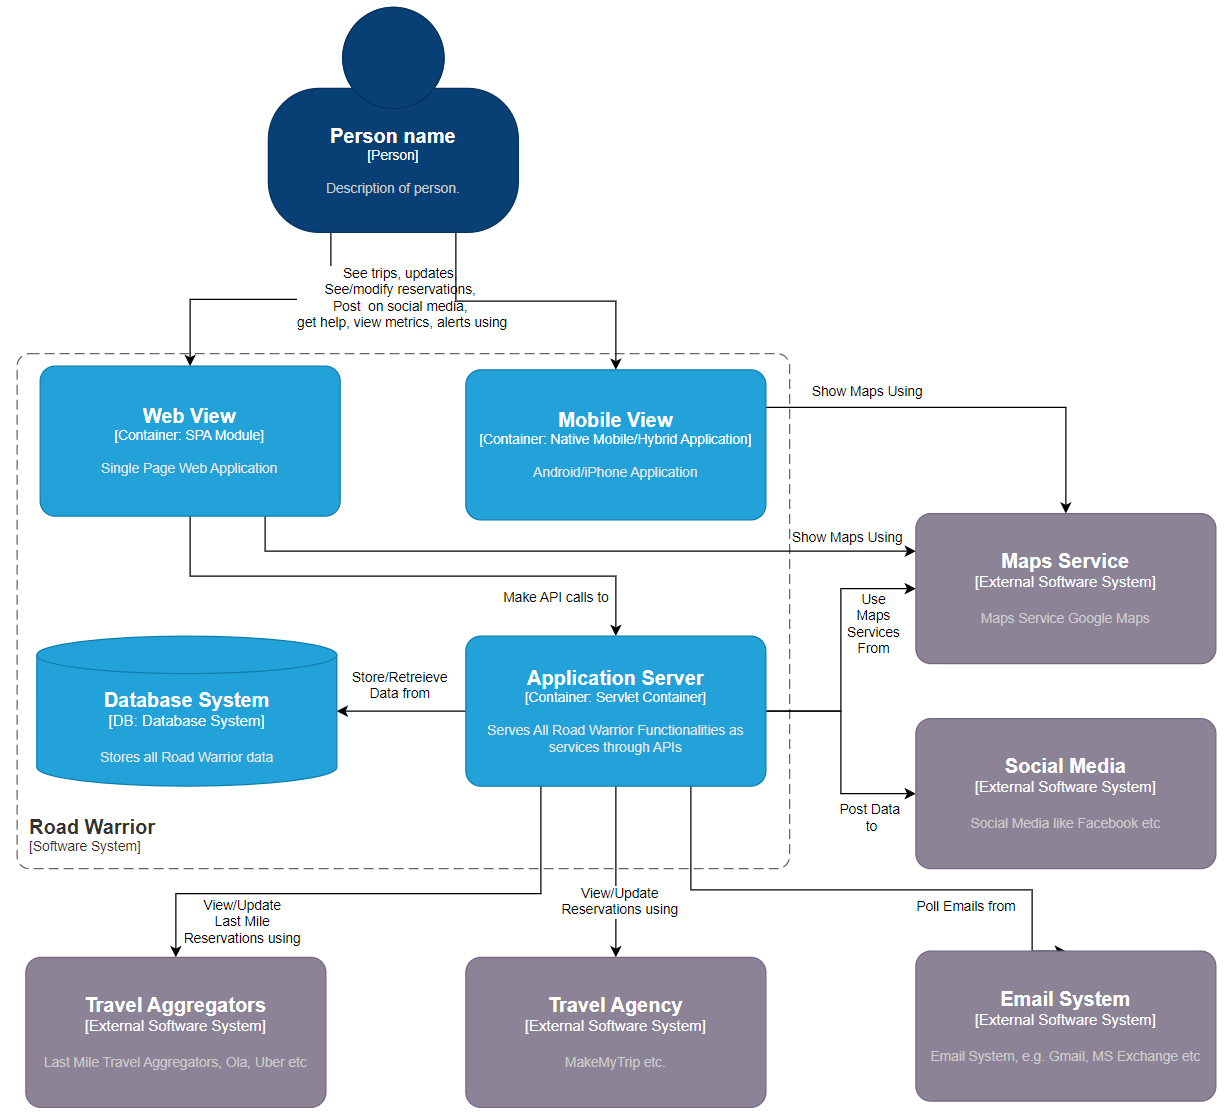 Person name
[Person]
Description of person.
See trips, updates,
See/modify reservations,
Post  on social media,
get help, view metrics, alerts using
Web View
[Container: SPA Module]
Single Page Web Application
Mobile View
[Container: Native Mobile/Hybrid Application]
Android/iPhone Application
Show Maps Using
Show Maps Using
Maps Service
[External Software System]
Maps Service Google Maps
Make API calls to
Use
Maps
Services
From
Database System
[DB: Database System]
Stores all Road Warrior data
Store/Retreieve
Data from
Application Server
[Container: Servlet Container]
Serves All Road Warrior Functionalities as
services through APIs
Social Media
[External Software System]
Social Media like Facebook etc
Post Data
to
Road Warrior
[Software System]
View/Update
Last Mile
Reservations using
View/Update
Reservations using
Poll Emails from
Travel Aggregators
[External Software System]
Last Mile Travel Aggregators, Ola, Uber etc
Travel Agency
[External Software System]
MakeMyTrip etc.
Email System
[External Software System]
Email System, e.g. Gmail, MS Exchange etc